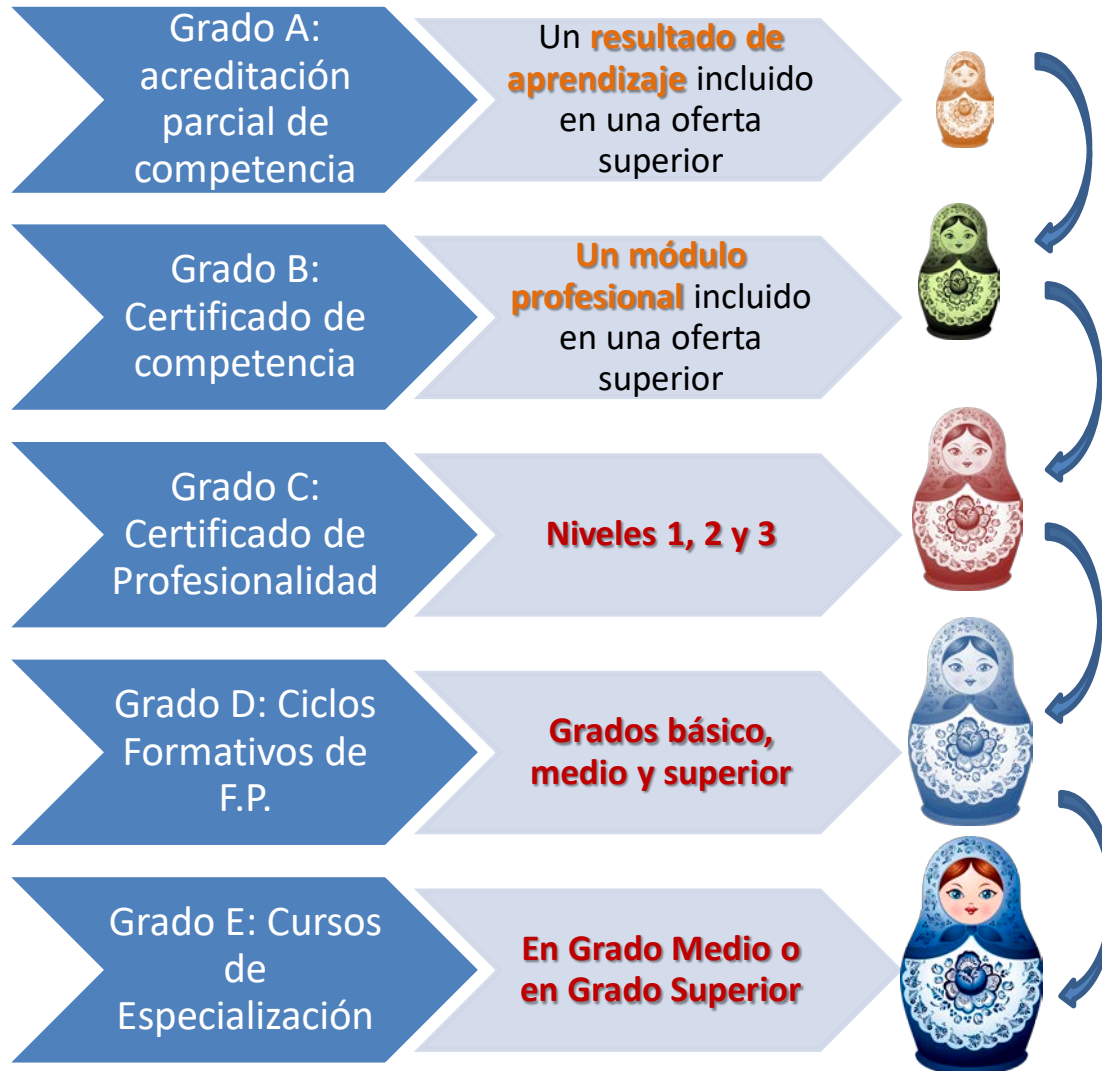 Grado A:
acreditación
parcial de
competencia
Un resultado de
aprendizaje incluido
en una oferta
superior
Grado B:
Certificado de
competencia
Un módulo
profesional incluido
en una oferta
superior
Grado C:
Certificado de
Profesionalidad
Niveles 1, 2 y 3
Grado D: Ciclos
Formativos de
F.P.
Grados básico,
medio y superior
Grado E: Cursos
de
Especialización
En Grado Medio o
en Grado Superior